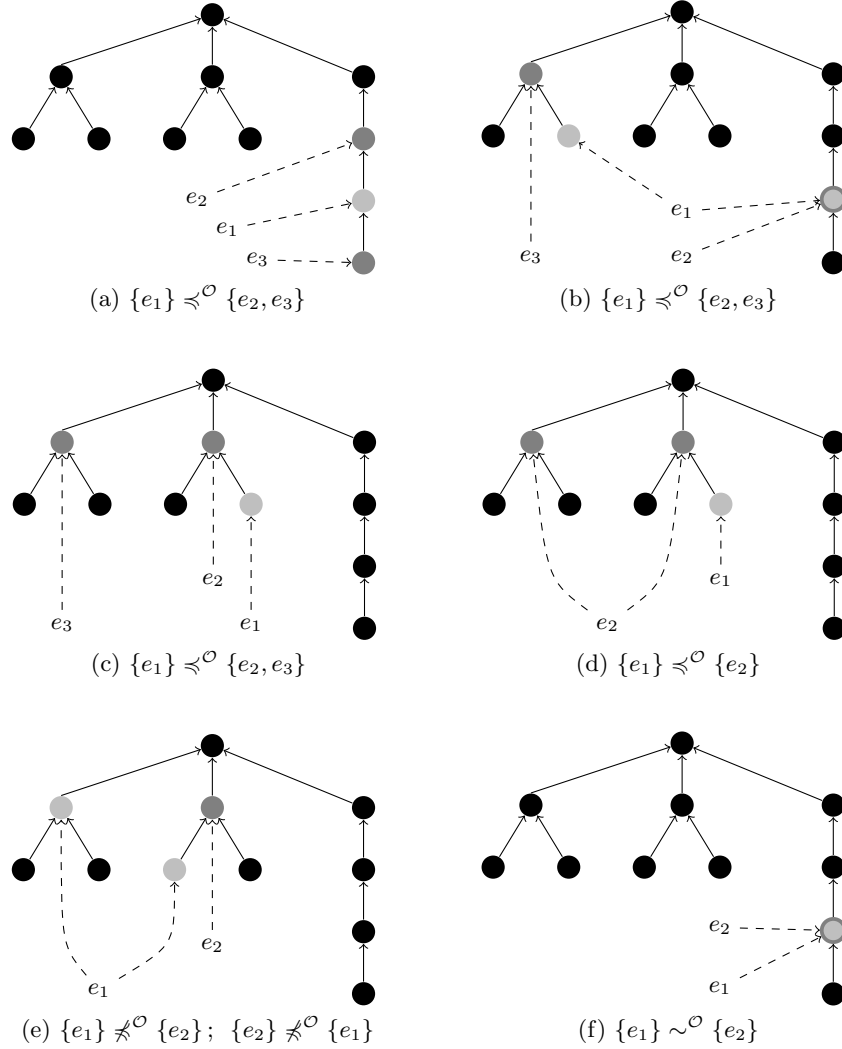 e₂
e₁
e₃
e₁
e₂
e₃
(a) {e₁} ≼^𝒪 {e₂, e₃}
(b) {e₁} ≼^𝒪 {e₂, e₃}
e₂
e₃
e₁
e₁
e₂
(c) {e₁} ≼^𝒪 {e₂, e₃}
(d) {e₁} ≼^𝒪 {e₂}
e₂
e₁
e₂
e₁
(e) {e₁} ⋠^𝒪 {e₂} ; {e₂} ⋠^𝒪 {e₁}
(f) {e₁} ∼^𝒪 {e₂}